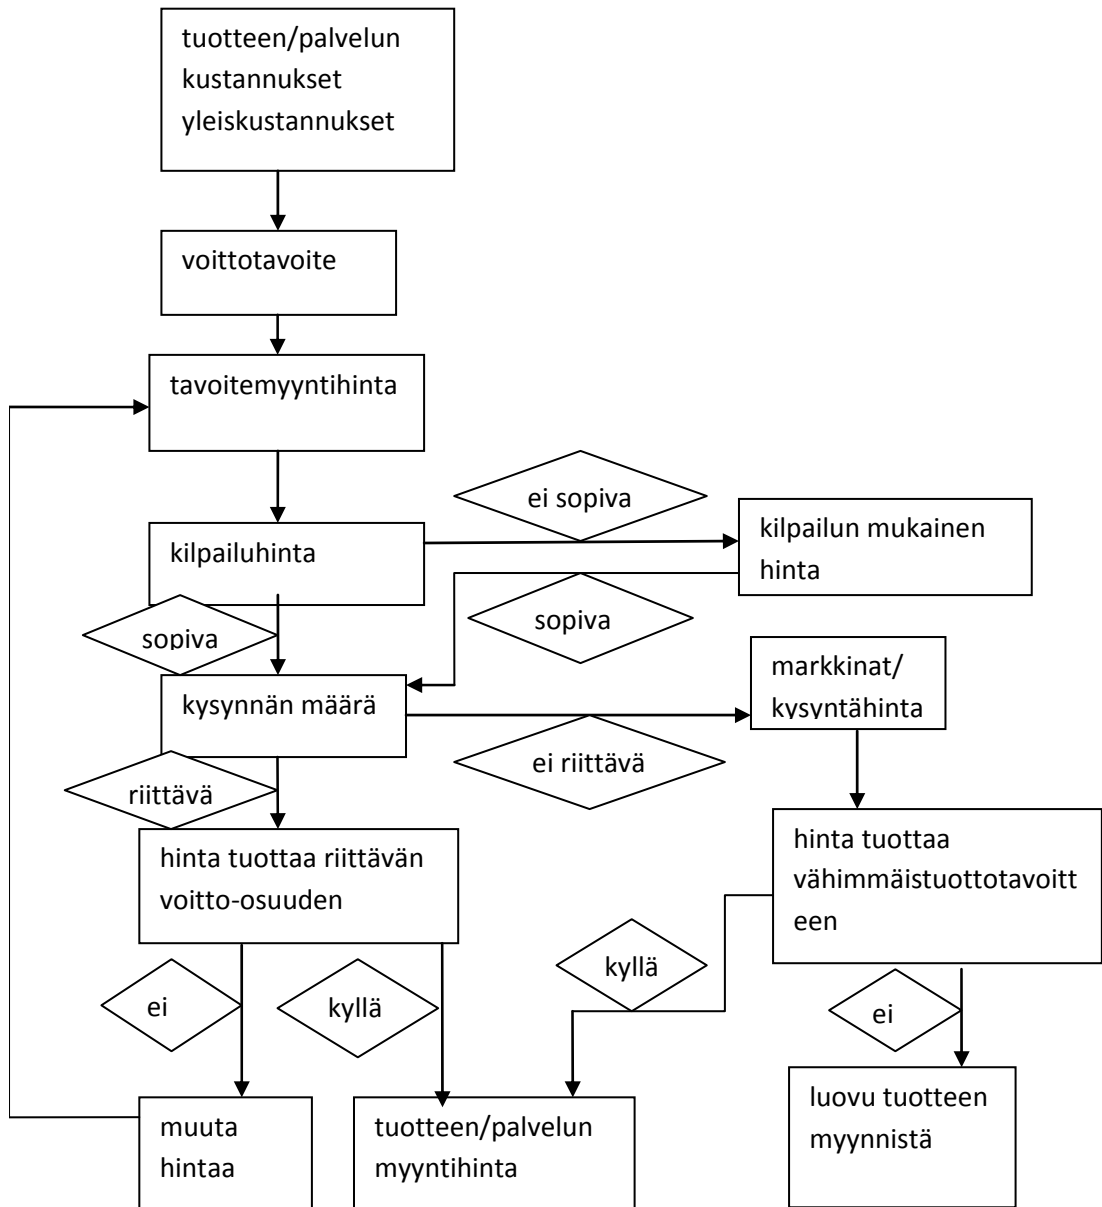 tuotteen/palvelun
kustannukset
yleiskustannukset
voittotavoite
tavoitemyyntihinta
ei sopiva
kilpailuhinta
kilpailun mukainen
hinta
sopiva
sopiva
kysynnän määrä
markkinat/
kysyntähinta
ei riittävä
riittävä
hinta tuottaa riittävän
voitto-osuuden
hinta tuottaa
vähimmäistuottotavoitt
een
ei
kyllä
kyllä
ei
muuta
hintaa
tuotteen/palvelun
myyntihinta
luovu tuotteen
myynnistä